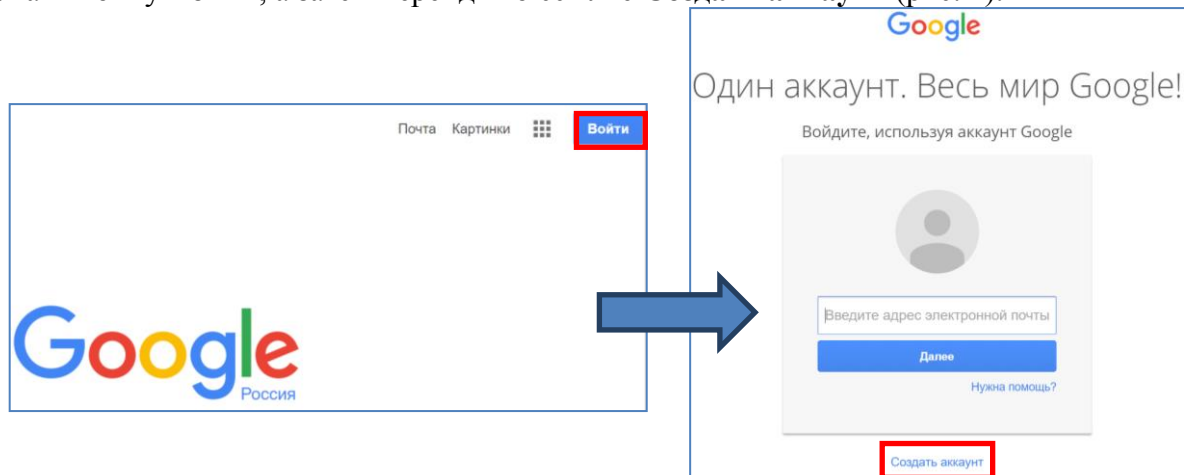 Почта Картинки Войти
Google
Россия
Google
Один аккаунт. Весь мир Google!
Войдите, используя аккаунт Google
Введите адрес электронной почты
Далее
Нужна помощь?
Создать аккаунт